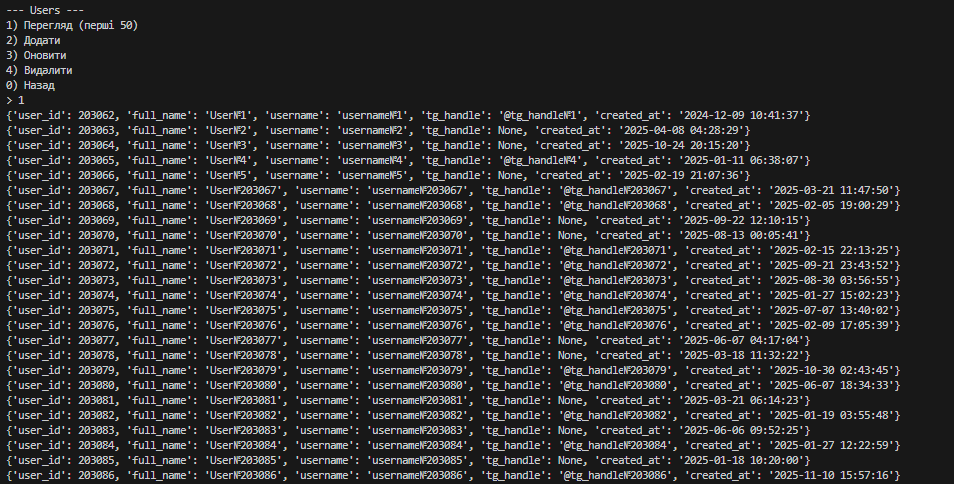 --- Users ---
1) Перегляд (перші 50)
2) Додати
3) Оновити
4) Видалити
0) Назад
> 1
{'user_id': 203062, 'full_name': 'User№1', 'username': 'username№1', 'tg_handle': '@tg_handle№1', 'created_at': '2024-12-09 10:41:37'}
{'user_id': 203063, 'full_name': 'User№2', 'username': 'username№2', 'tg_handle': None, 'created_at': '2025-04-08 04:28:29'}
{'user_id': 203064, 'full_name': 'User№3', 'username': 'username№3', 'tg_handle': None, 'created_at': '2025-10-24 20:15:20'}
{'user_id': 203065, 'full_name': 'User№4', 'username': 'username№4', 'tg_handle': '@tg_handle№4', 'created_at': '2025-01-11 06:38:07'}
{'user_id': 203066, 'full_name': 'User№5', 'username': 'username№5', 'tg_handle': None, 'created_at': '2025-02-19 21:07:36'}
{'user_id': 203067, 'full_name': 'User№203067', 'username': 'username№203067', 'tg_handle': '@tg_handle№203067', 'created_at': '2025-03-21 11:47:50'}
{'user_id': 203068, 'full_name': 'User№203068', 'username': 'username№203068', 'tg_handle': '@tg_handle№203068', 'created_at': '2025-02-05 19:00:29'}
{'user_id': 203069, 'full_name': 'User№203069', 'username': 'username№203069', 'tg_handle': None, 'created_at': '2025-09-22 12:10:15'}
{'user_id': 203070, 'full_name': 'User№203070', 'username': 'username№203070', 'tg_handle': None, 'created_at': '2025-08-13 00:05:41'}
{'user_id': 203071, 'full_name': 'User№203071', 'username': 'username№203071', 'tg_handle': '@tg_handle№203071', 'created_at': '2025-02-15 22:13:25'}
{'user_id': 203072, 'full_name': 'User№203072', 'username': 'username№203072', 'tg_handle': '@tg_handle№203072', 'created_at': '2025-09-21 23:43:52'}
{'user_id': 203073, 'full_name': 'User№203073', 'username': 'username№203073', 'tg_handle': '@tg_handle№203073', 'created_at': '2025-08-30 03:56:55'}
{'user_id': 203074, 'full_name': 'User№203074', 'username': 'username№203074', 'tg_handle': '@tg_handle№203074', 'created_at': '2025-01-27 15:02:23'}
{'user_id': 203075, 'full_name': 'User№203075', 'username': 'username№203075', 'tg_handle': '@tg_handle№203075', 'created_at': '2025-07-07 13:40:02'}
{'user_id': 203076, 'full_name': 'User№203076', 'username': 'username№203076', 'tg_handle': '@tg_handle№203076', 'created_at': '2025-02-09 17:05:39'}
{'user_id': 203077, 'full_name': 'User№203077', 'username': 'username№203077', 'tg_handle': None, 'created_at': '2025-06-07 04:17:04'}
{'user_id': 203078, 'full_name': 'User№203078', 'username': 'username№203078', 'tg_handle': None, 'created_at': '2025-03-18 11:32:22'}
{'user_id': 203079, 'full_name': 'User№203079', 'username': 'username№203079', 'tg_handle': '@tg_handle№203079', 'created_at': '2025-10-30 02:43:45'}
{'user_id': 203080, 'full_name': 'User№203080', 'username': 'username№203080', 'tg_handle': '@tg_handle№203080', 'created_at': '2025-06-07 18:34:33'}
{'user_id': 203081, 'full_name': 'User№203081', 'username': 'username№203081', 'tg_handle': None, 'created_at': '2025-03-21 06:14:23'}
{'user_id': 203082, 'full_name': 'User№203082', 'username': 'username№203082', 'tg_handle': '@tg_handle№203082', 'created_at': '2025-01-19 03:55:48'}
{'user_id': 203083, 'full_name': 'User№203083', 'username': 'username№203083', 'tg_handle': None, 'created_at': '2025-06-06 09:52:25'}
{'user_id': 203084, 'full_name': 'User№203084', 'username': 'username№203084', 'tg_handle': '@tg_handle№203084', 'created_at': '2025-01-27 12:22:59'}
{'user_id': 203085, 'full_name': 'User№203085', 'username': 'username№203085', 'tg_handle': None, 'created_at': '2025-01-18 10:20:00'}
{'user_id': 203086, 'full_name': 'User№203086', 'username': 'username№203086', 'tg_handle': '@tg_handle№203086', 'created_at': '2025-11-10 15:57:16'}